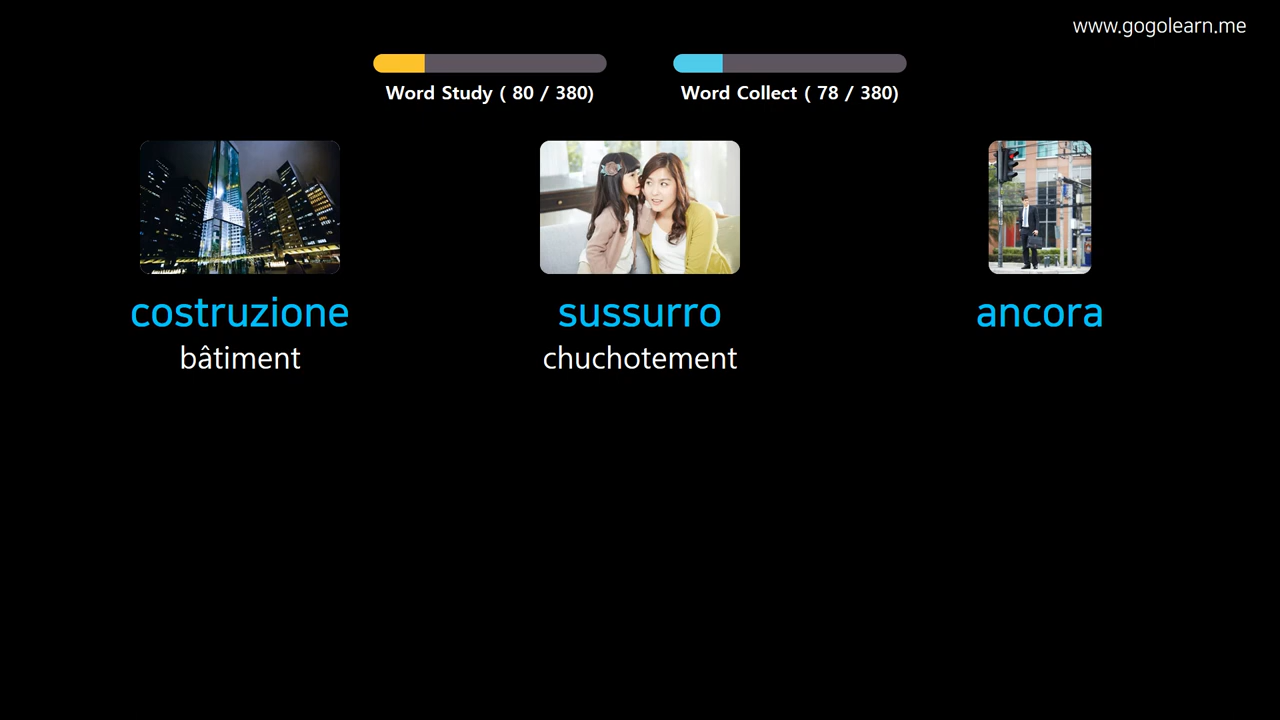 www.gogolearn.me
Word Study ( 80 / 380)
Word Collect ( 78 / 380)
costruzione
bâtiment
sussurro
chuchotement
ancora